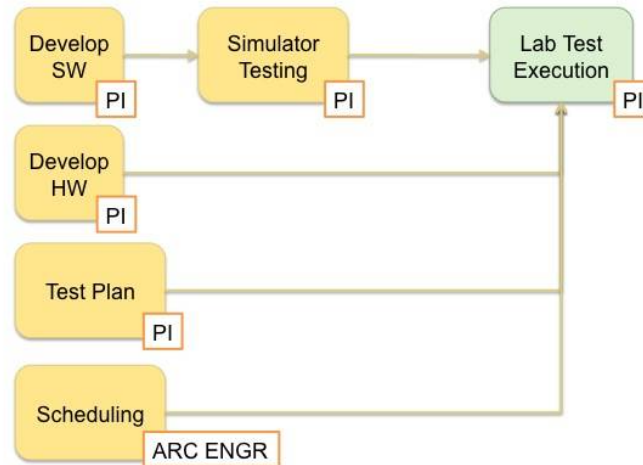 Develop
SW
PI
Simulator
Testing
PI
Lab Test
Execution
PI
Develop
HW
PI
Test Plan
PI
Scheduling
ARC ENGR